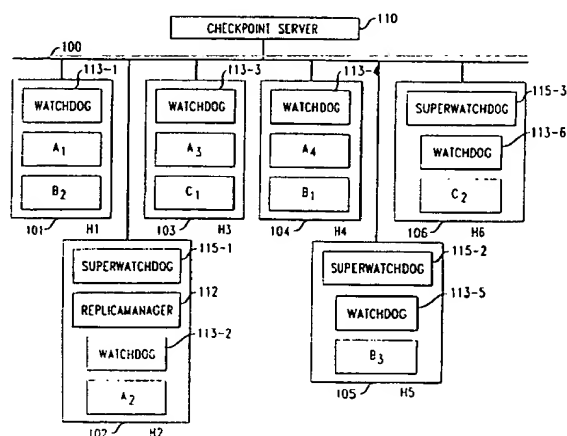 110
CHECKPOINT SERVER
100
113-1
113-3
113-4
115-3
WATCHDOG
WATCHDOG
WATCHDOG
SUPERWATCHDOG
113-6
A1
A3
A4
WATCHDOG
B2
C1
B1
C2
101 H1
103 H3
104 H4
106 H6
115-1
115-2
SUPERWATCHDOG
SUPERWATCHDOG
112
REPLICAMANAGER
113-5
113-2
WATCHDOG
WATCHDOG
B3
A2
105 H5
102 H2